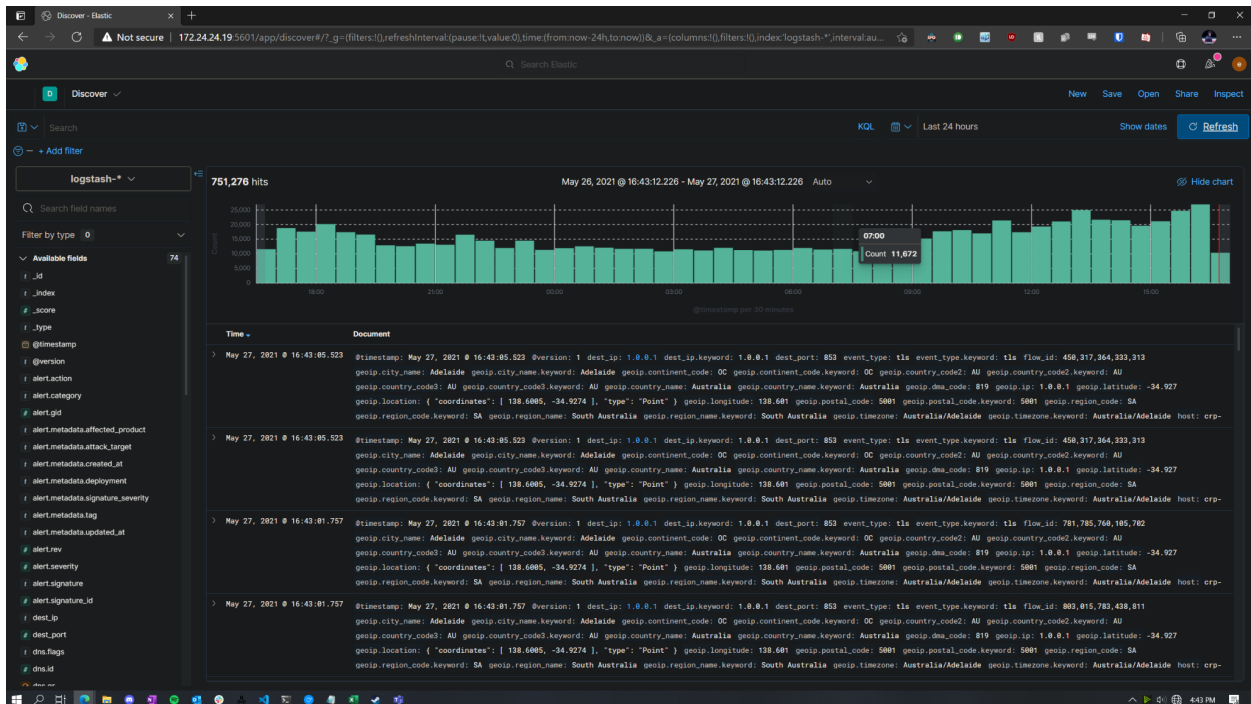 Discover - Elastic
Not secure | 172.24.24.19:5601/app/discover#/?_g=(filters:!(),refreshInterval:(pause:!t,value:0),time:(from:now-24h,to:now))&_a=(columns:!(),filters:!(),index:'logstash-*',interval:au...
Search Elastic
e
D Discover
New Save Open Share Inspect
Search
KQL
Last 24 hours
Show dates
Refresh
+ Add filter
logstash-*
751,276 hits
May 26, 2021 @ 16:43:12.226 - May 27, 2021 @ 16:43:12.226 Auto
Hide chart
Search field names
Filter by type 0
Available fields 74
t _id
t _index
# _score
t _type
@timestamp
t @version
t alert.action
t alert.category
# alert.gid
t alert.metadata.affected_product
t alert.metadata.attack_target
t alert.metadata.created_at
t alert.metadata.deployment
t alert.metadata.signature_severity
t alert.metadata.tag
t alert.metadata.updated_at
# alert.rev
# alert.severity
t alert.signature
# alert.signature_id
t dest_ip
# dest_port
t dns.flags
# dns.id
Count
25,000
20,000
15,000
10,000
5,000
0
07:00
Count 11,672
18:00 21:00 00:00 03:00 06:00 09:00 12:00 15:00
@timestamp per 30 minutes
Time Document
May 27, 2021 @ 16:43:05.523 @timestamp: May 27, 2021 @ 16:43:05.523 @version: 1 dest_ip: 1.0.0.1 dest_ip.keyword: 1.0.0.1 dest_port: 853 event_type: tls event_type.keyword: tls flow_id: 450,317,364,333,313
geoip.city_name: Adelaide geoip.city_name.keyword: Adelaide geoip.continent_code: OC geoip.continent_code.keyword: OC geoip.country_code2: AU geoip.country_code2.keyword: AU
geoip.country_code3: AU geoip.country_code3.keyword: AU geoip.country_name: Australia geoip.country_name.keyword: Australia geoip.dma_code: 819 geoip.ip: 1.0.0.1 geoip.latitude: -34.927
geoip.location: { "coordinates": [ 138.6005, -34.9274 ], "type": "Point" } geoip.longitude: 138.601 geoip.postal_code: 5001 geoip.postal_code.keyword: 5001 geoip.region_code: SA
geoip.region_code.keyword: SA geoip.region_name: South Australia geoip.region_name.keyword: South Australia geoip.timezone: Australia/Adelaide geoip.timezone.keyword: Australia/Adelaide host: crp-
May 27, 2021 @ 16:43:05.523 @timestamp: May 27, 2021 @ 16:43:05.523 @version: 1 dest_ip: 1.0.0.1 dest_ip.keyword: 1.0.0.1 dest_port: 853 event_type: tls event_type.keyword: tls flow_id: 450,317,364,333,313
geoip.city_name: Adelaide geoip.city_name.keyword: Adelaide geoip.continent_code: OC geoip.continent_code.keyword: OC geoip.country_code2: AU geoip.country_code2.keyword: AU
geoip.country_code3: AU geoip.country_code3.keyword: AU geoip.country_name: Australia geoip.country_name.keyword: Australia geoip.dma_code: 819 geoip.ip: 1.0.0.1 geoip.latitude: -34.927
geoip.location: { "coordinates": [ 138.6005, -34.9274 ], "type": "Point" } geoip.longitude: 138.601 geoip.postal_code: 5001 geoip.postal_code.keyword: 5001 geoip.region_code: SA
geoip.region_code.keyword: SA geoip.region_name: South Australia geoip.region_name.keyword: South Australia geoip.timezone: Australia/Adelaide geoip.timezone.keyword: Australia/Adelaide host: crp-
May 27, 2021 @ 16:43:01.757 @timestamp: May 27, 2021 @ 16:43:01.757 @version: 1 dest_ip: 1.0.0.1 dest_ip.keyword: 1.0.0.1 dest_port: 853 event_type: tls event_type.keyword: tls flow_id: 781,785,760,105,702
geoip.city_name: Adelaide geoip.city_name.keyword: Adelaide geoip.continent_code: OC geoip.continent_code.keyword: OC geoip.country_code2: AU geoip.country_code2.keyword: AU
geoip.country_code3: AU geoip.country_code3.keyword: AU geoip.country_name: Australia geoip.country_name.keyword: Australia geoip.dma_code: 819 geoip.ip: 1.0.0.1 geoip.latitude: -34.927
geoip.location: { "coordinates": [ 138.6005, -34.9274 ], "type": "Point" } geoip.longitude: 138.601 geoip.postal_code: 5001 geoip.postal_code.keyword: 5001 geoip.region_code: SA
geoip.region_code.keyword: SA geoip.region_name: South Australia geoip.region_name.keyword: South Australia geoip.timezone: Australia/Adelaide geoip.timezone.keyword: Australia/Adelaide host: crp-
May 27, 2021 @ 16:43:01.757 @timestamp: May 27, 2021 @ 16:43:01.757 @version: 1 dest_ip: 1.0.0.1 dest_ip.keyword: 1.0.0.1 dest_port: 853 event_type: tls event_type.keyword: tls flow_id: 803,015,783,438,811
geoip.city_name: Adelaide geoip.city_name.keyword: Adelaide geoip.continent_code: OC geoip.continent_code.keyword: OC geoip.country_code2: AU geoip.country_code2.keyword: AU
geoip.country_code3: AU geoip.country_code3.keyword: AU geoip.country_name: Australia geoip.country_name.keyword: Australia geoip.dma_code: 819 geoip.ip: 1.0.0.1 geoip.latitude: -34.927
geoip.location: { "coordinates": [ 138.6005, -34.9274 ], "type": "Point" } geoip.longitude: 138.601 geoip.postal_code: 5001 geoip.postal_code.keyword: 5001 geoip.region_code: SA
geoip.region_code.keyword: SA geoip.region_name: South Australia geoip.region_name.keyword: South Australia geoip.timezone: Australia/Adelaide geoip.timezone.keyword: Australia/Adelaide host: crp-
4:43 PM